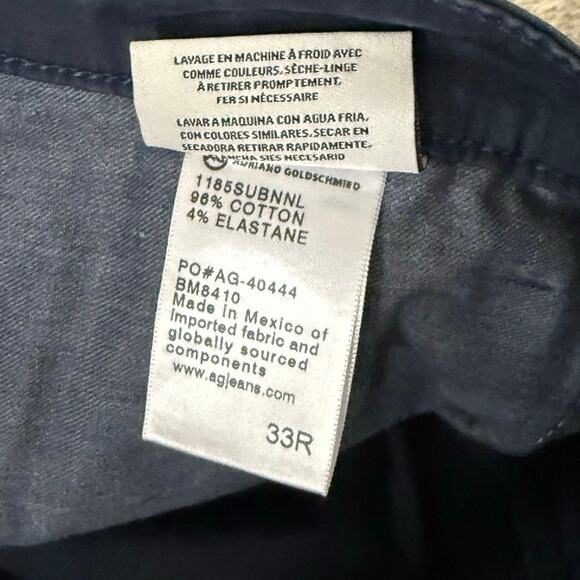 LAVAGE EN MACHINE À FROID AVEC
COMME COULEURS. SÈCHE-LINGE
À RETIRER PROMPTEMENT.
FER SI NÉCESSAIRE
LAVAR A MAQUINA CON AGUA FRIA,
CON COLORES SIMILARES. SECAR EN
SECADORA RETIRAR RAPIDAMENTE.
SIES NECESARIO
ADRIANO GOLDSCHMIED
1185SUBNNL
96% COTTON
4% ELASTANE
PO#AG-40444
BM8410
Made in Mexico of
imported fabric and
globally sourced
components
www.agjeans.com
33R